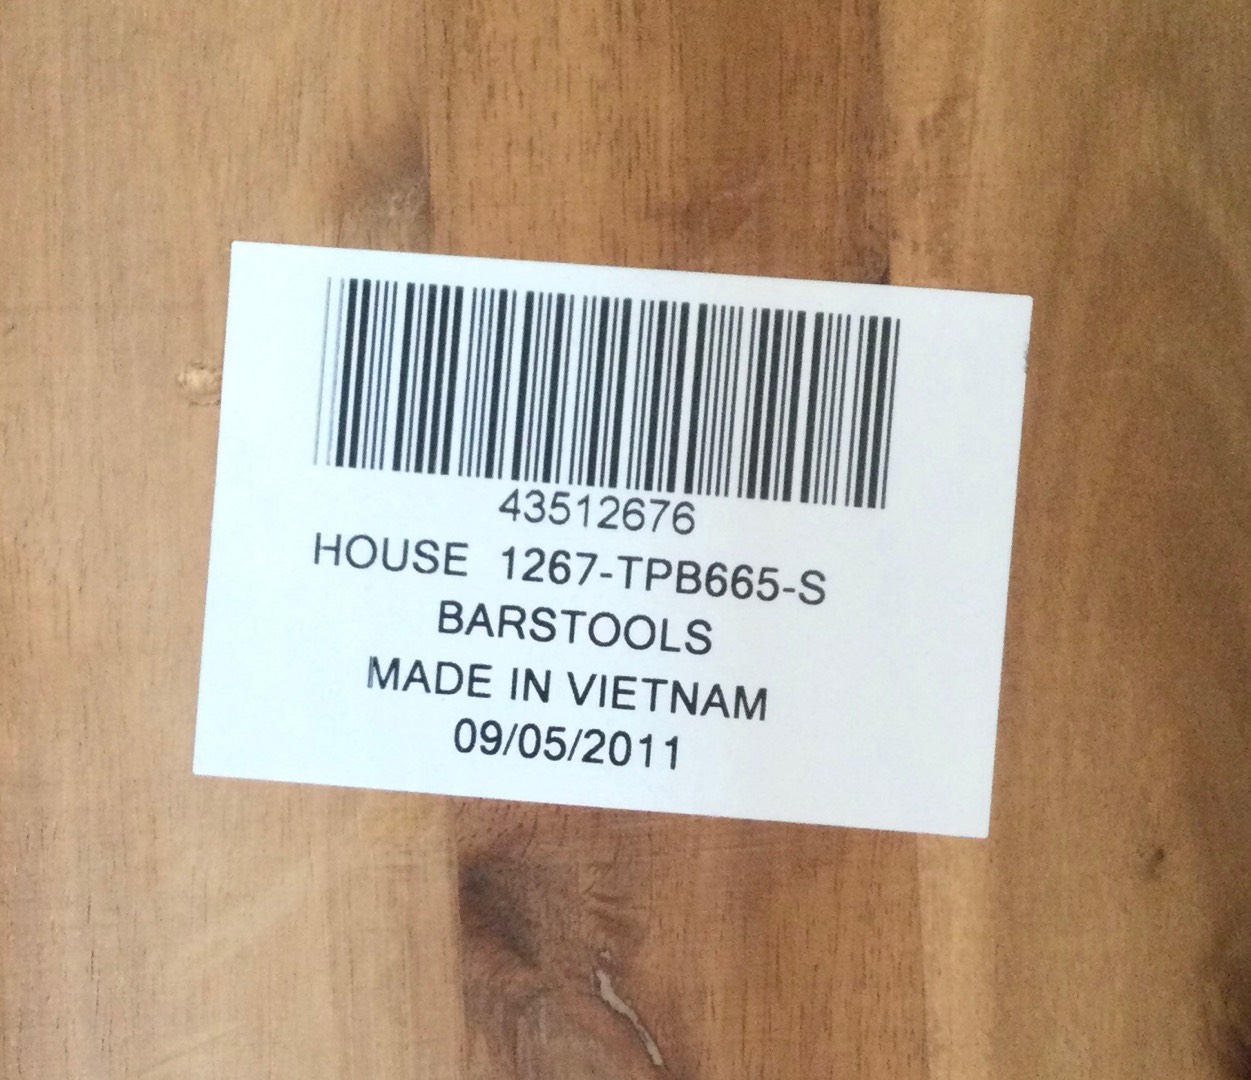 43512676
HOUSE 1267-TPB665-S
BARSTOOLS
MADE IN VIETNAM
09/05/2011